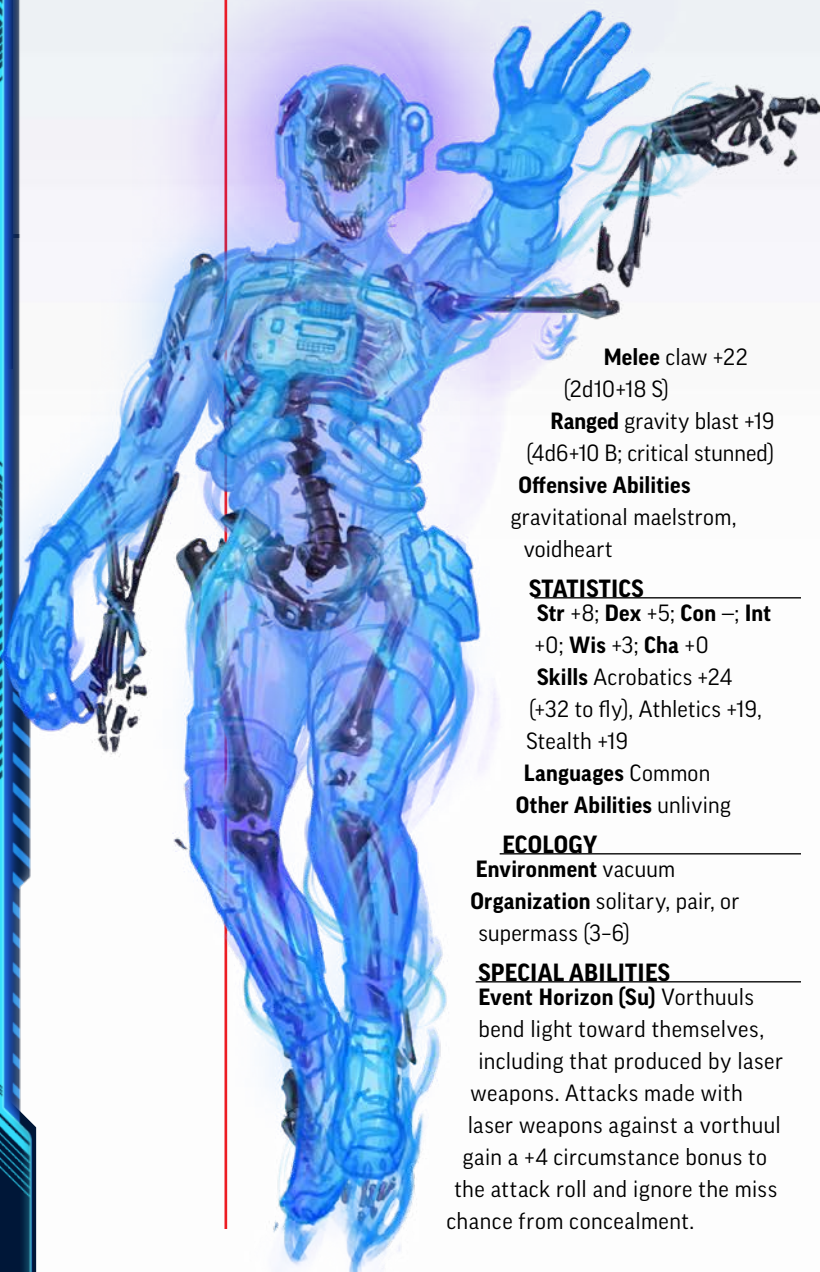 Melee claw +22
(2d10+18 S)
Ranged gravity blast +19
(4d6+10 B; critical stunned)
Offensive Abilities
gravitational maelstrom,
voidheart
STATISTICS
Str +8; Dex +5; Con —; Int
+0; Wis +3; Cha +0
Skills Acrobatics +24
(+32 to fly), Athletics +19,
Stealth +19
Languages Common
Other Abilities unliving
ECOLOGY
Environment vacuum
Organization solitary, pair, or
supermass (3–6)
SPECIAL ABILITIES
Event Horizon (Su) Vorthuuls
bend light toward themselves,
including that produced by laser
weapons. Attacks made with
laser weapons against a vorthuul
gain a +4 circumstance bonus to
the attack roll and ignore the miss
chance from concealment.